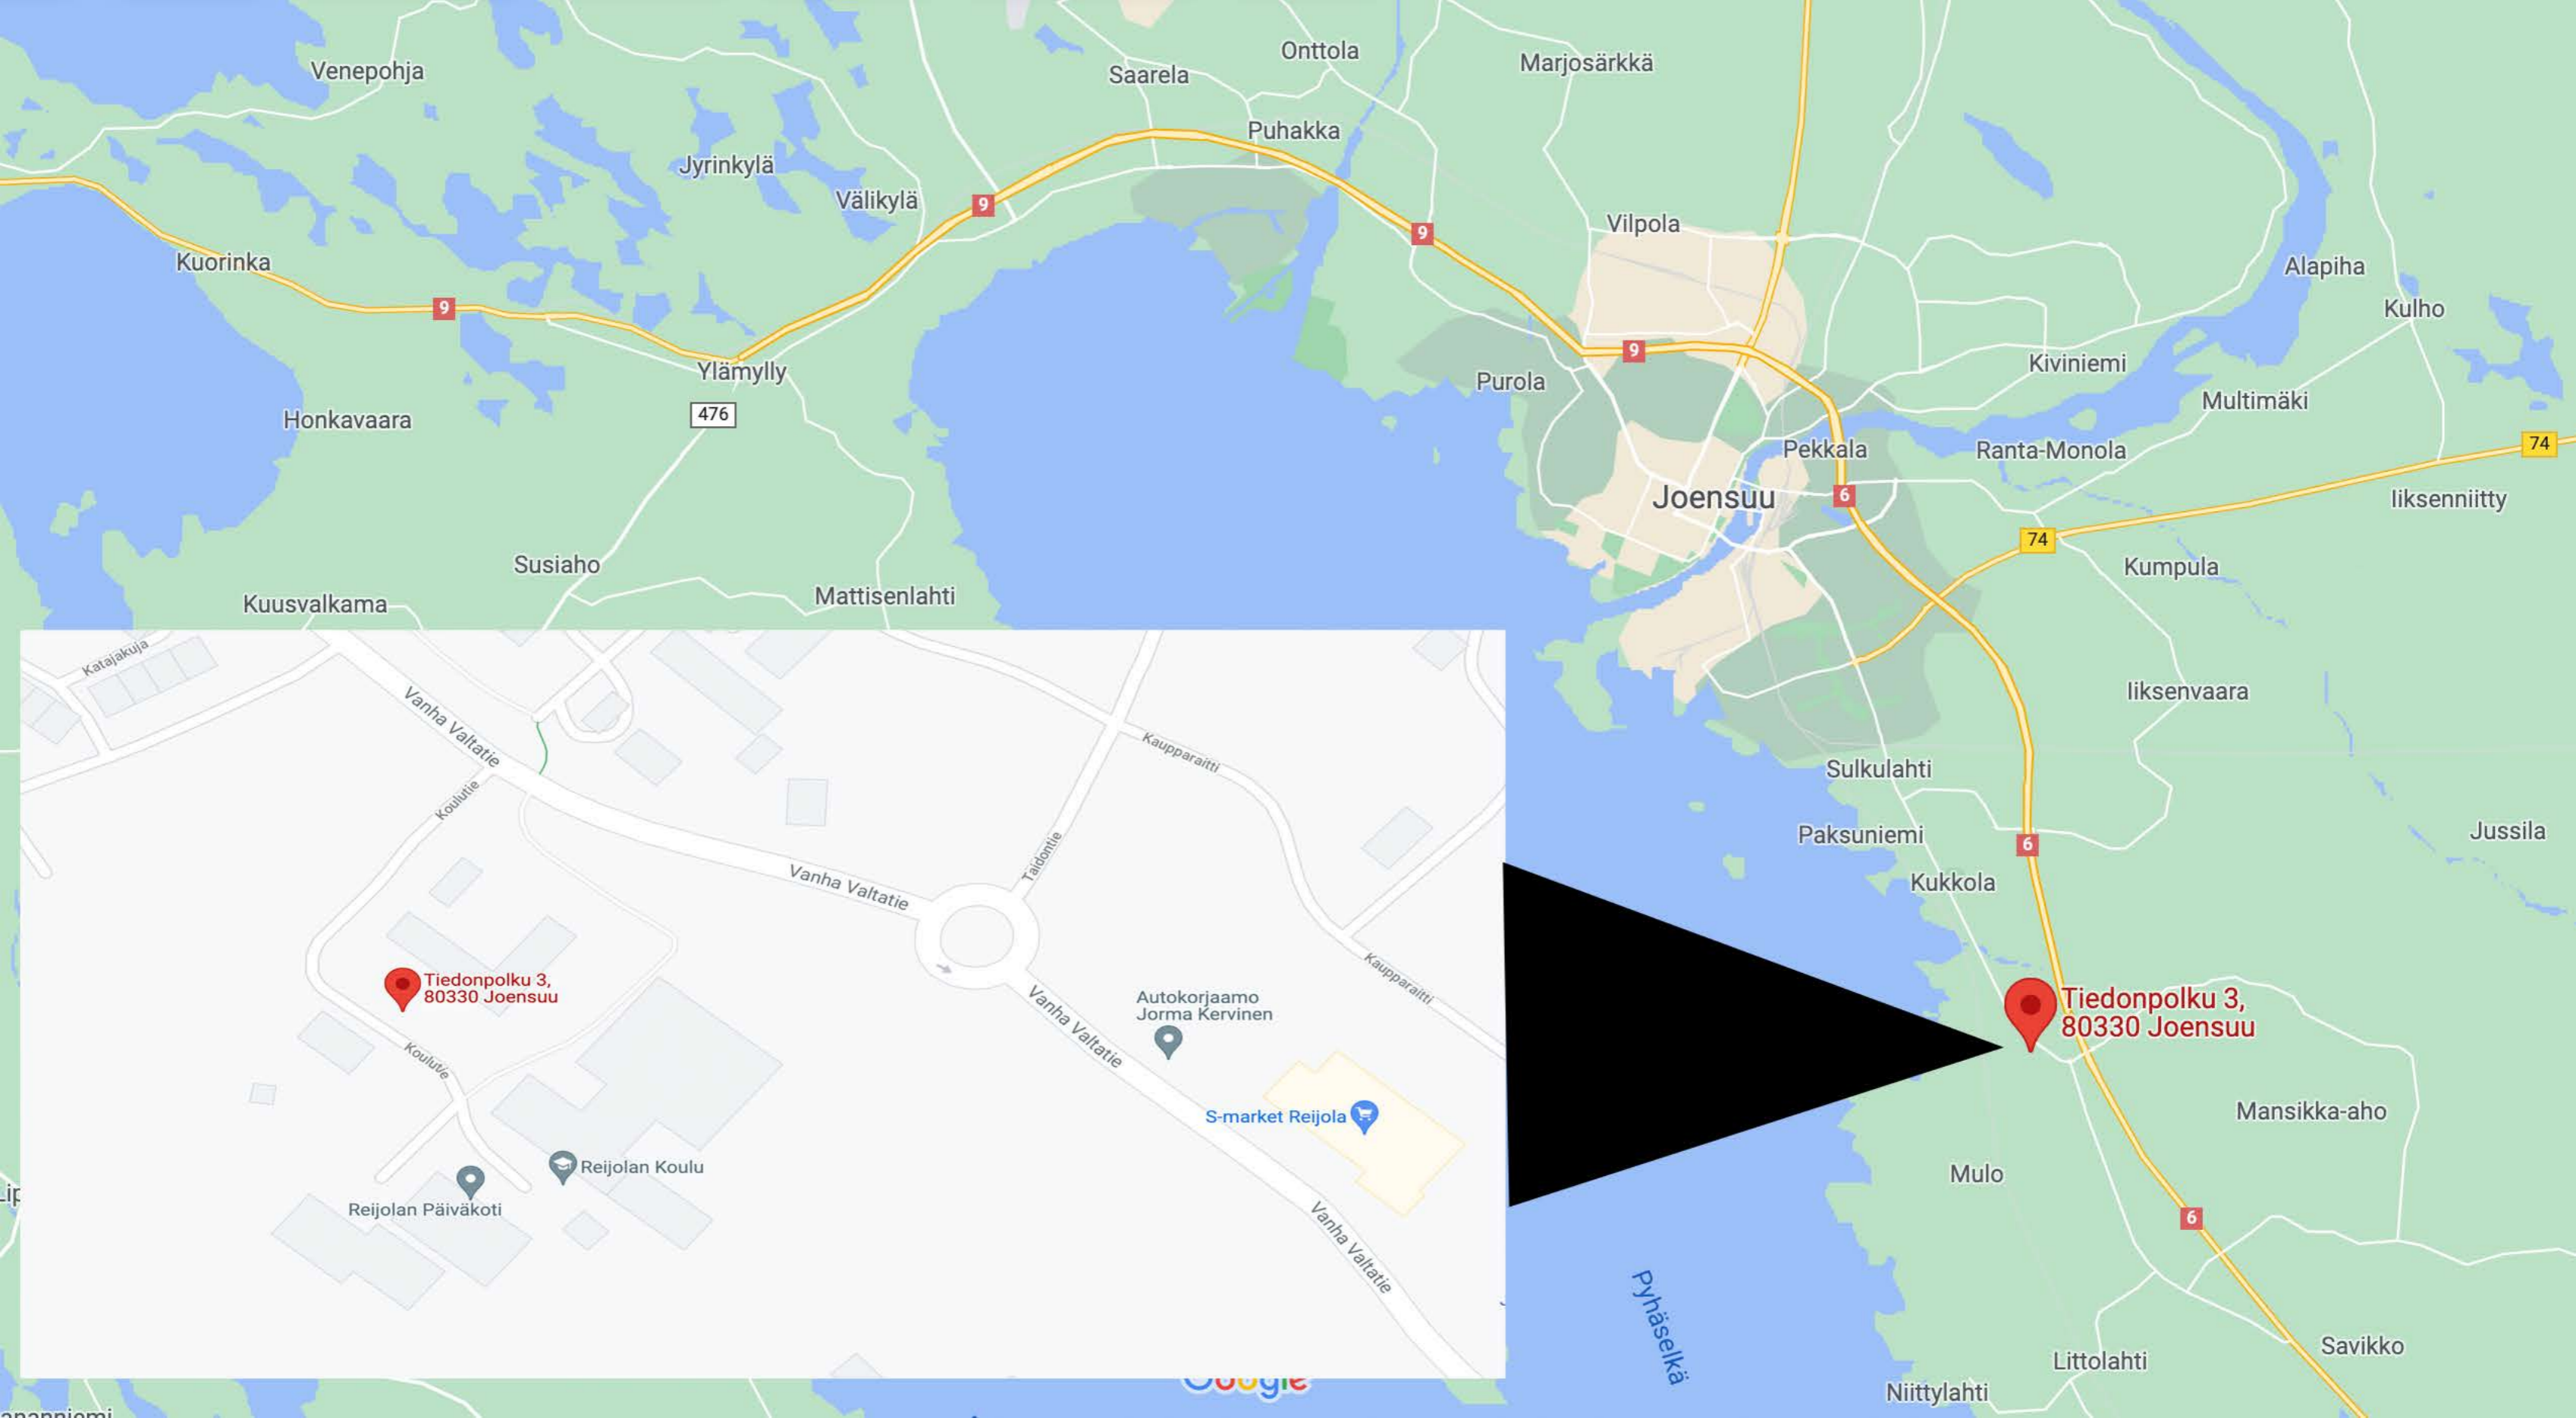 Onttola
Marjosärkkä
Venepohja
Saarela
Puhakka
Jyrinkylä
Välikylä
9
Vilpola
9
Kuorinka
Alapiha
9
Kulho
9
Ylämylly
Kiviniemi
Purola
476
Multimäki
Honkavaara
Pekkala
Ranta-Monola
74
Joensuu
6
Iiksenniitty
74
Susiaho
Kumpula
Kuusvalkama
Mattisenlahti
Iiksenvaara
Sulkulahti
Paksuniemi
Jussila
6
Kukkola
Tiedonpolku 3,
80330 Joensuu
Mansikka-aho
Mulo
6
Pyhäselkä
Savikko
Littolahti
Niittylahti
Google
Katajakuja
Vanha Valtatie
Kaupparaitti
Koulutie
Taidontie
Vanha Valtatie
Kaupparaitti
Tiedonpolku 3,
80330 Joensuu
Vanha Valtatie
Autokorjaamo
Jorma Kervinen
Koulutie
S-market Reijola
Reijolan Koulu
Reijolan Päiväkoti
Vanha Valtatie